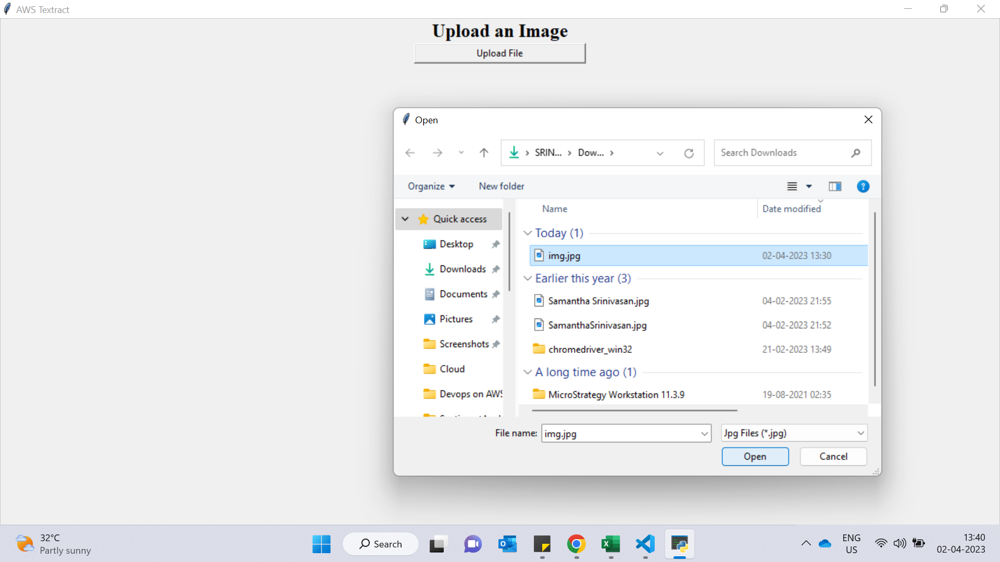 AWS Textract
Upload an Image
Upload File
Open
SRIN... Dow...
Search Downloads
Organize
New folder
Name
Date modified
Quick access
Desktop
Downloads
Documents
Pictures
Screenshots
Cloud
Devops on AWS
Today (1)
img.jpg 02-04-2023 13:30
Earlier this year (3)
Samantha Srinivasan.jpg 04-02-2023 21:55
SamanthaSrinivasan.jpg 04-02-2023 21:52
chromedriver_win32 21-02-2023 13:49
A long time ago (1)
MicroStrategy Workstation 11.3.9 19-08-2021 02:35
File name: img.jpg
Jpg Files (*.jpg)
Open
Cancel
32°C
Partly sunny
Search
ENG
US
13:40
02-04-2023